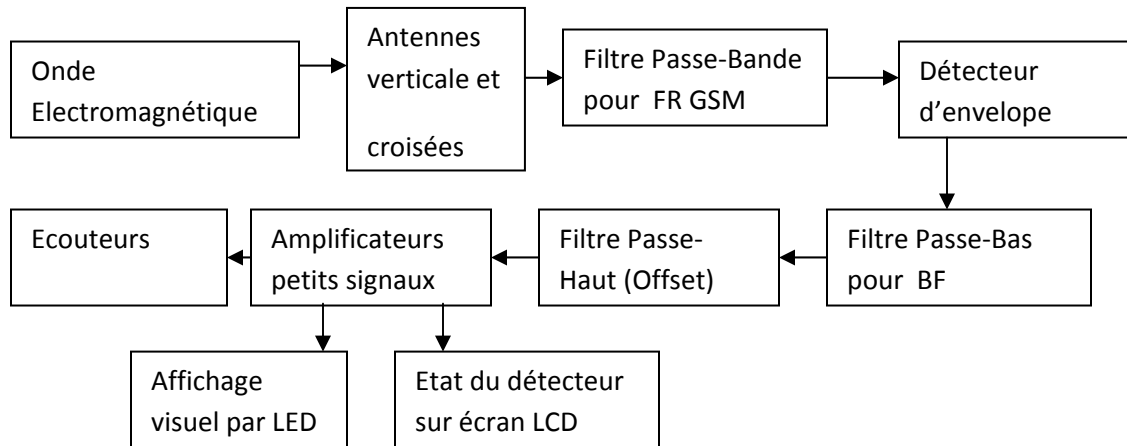 Onde
Electromagnétique
Antennes
verticale et
croisées
Filtre Passe-Bande
pour FR GSM
Détecteur
d'envelope
Ecouteurs
Amplificateurs
petits signaux
Filtre Passe-
Haut (Offset)
Filtre Passe-Bas
pour BF
Affichage
visuel par LED
Etat du détecteur
sur écran LCD